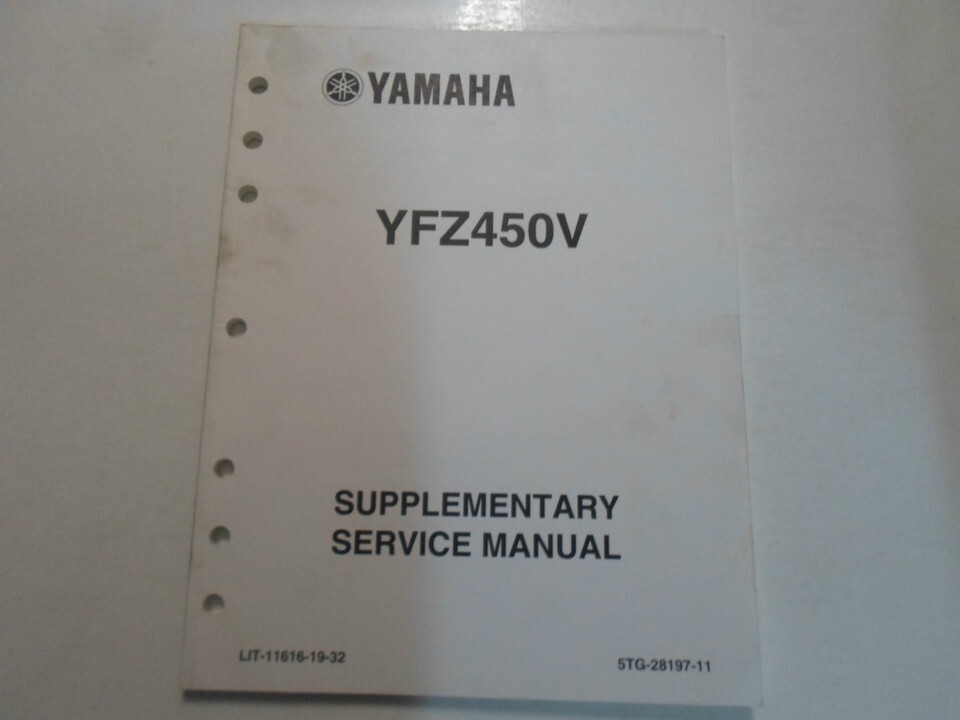 YAMAHA
YFZ450V
SUPPLEMENTARY
SERVICE MANUAL
LIT-11616-19-32
5TG-28197-11